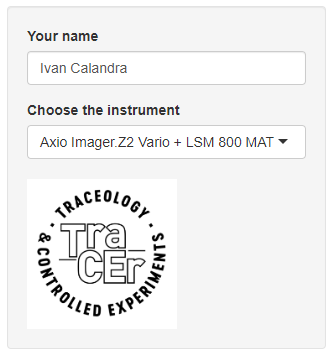 Your name
Ivan Calandra
Choose the instrument
Axio Imager.Z2 Vario + LSM 800 MAT
· TRACEOLOGY ·
& CONTROLLED EXPERIMENTS
Tra
CEr